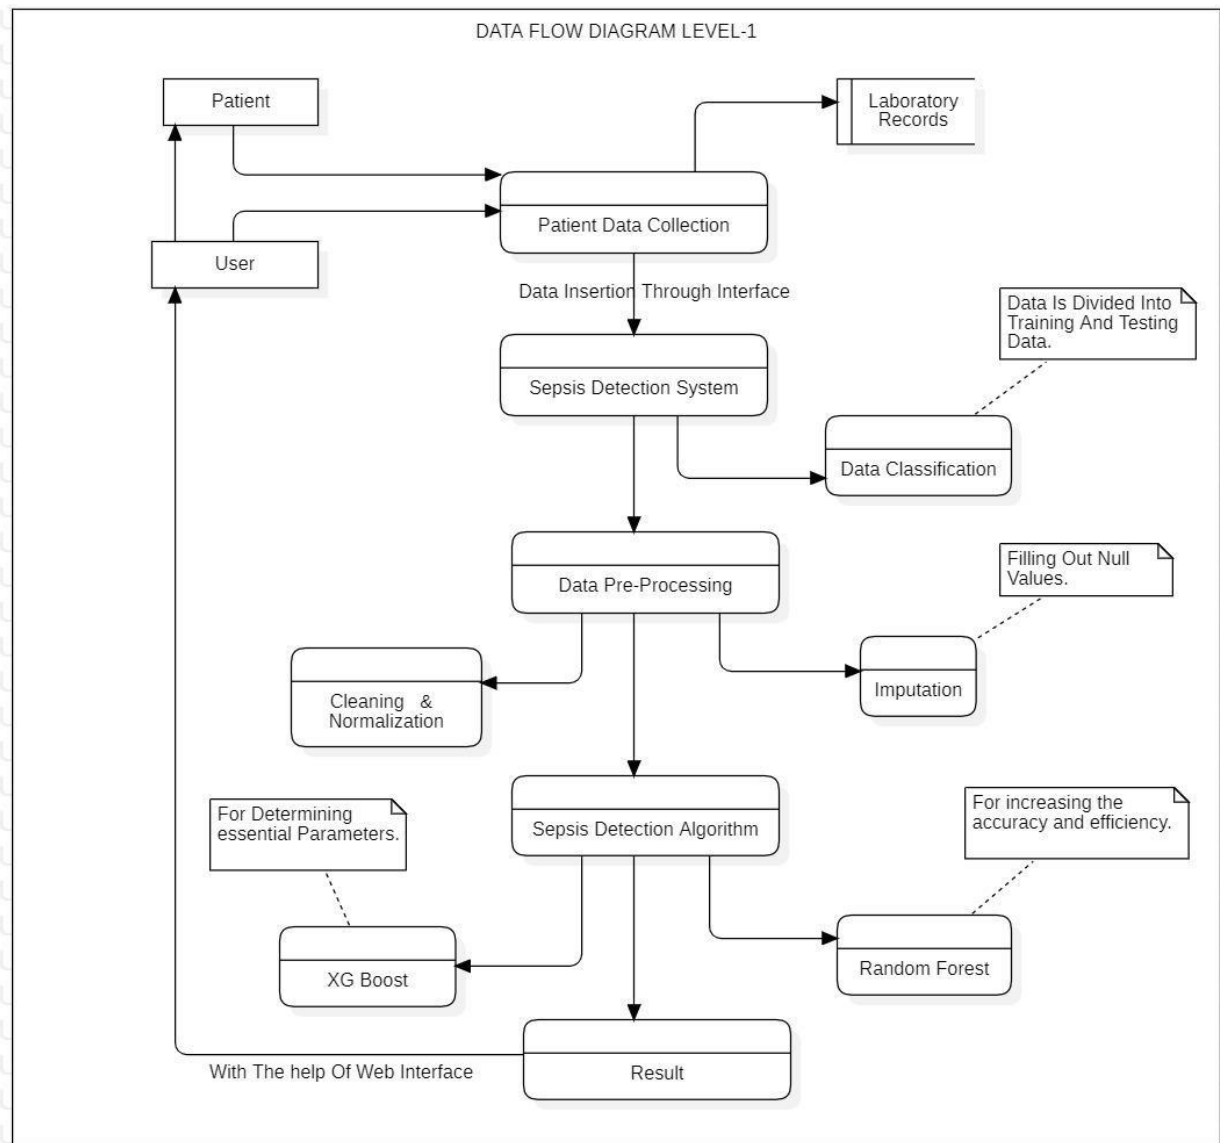 DATA FLOW DIAGRAM LEVEL-1
Patient
Laboratory
Records
Patient Data Collection
User
Data Insertion Through Interface
Data Is Divided Into
Training And Testing
Data.
Sepsis Detection System
Data Classification
Filling Out Null
Values.
Data Pre-Processing
Imputation
Cleaning & 
Normalization
For Determining
essential Parameters.
For increasing the
accuracy and efficiency.
Sepsis Detection Algorithm
XG Boost
Random Forest
Result
With The help Of Web Interface